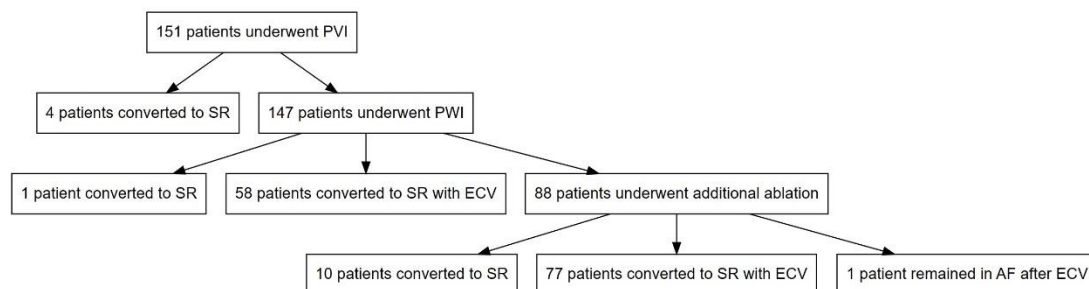 151 patients underwent PVI
4 patients converted to SR
147 patients underwent PWI
1 patient converted to SR
58 patients converted to SR with ECV
88 patients underwent additional ablation
10 patients converted to SR
77 patients converted to SR with ECV
1 patient remained in AF after ECV